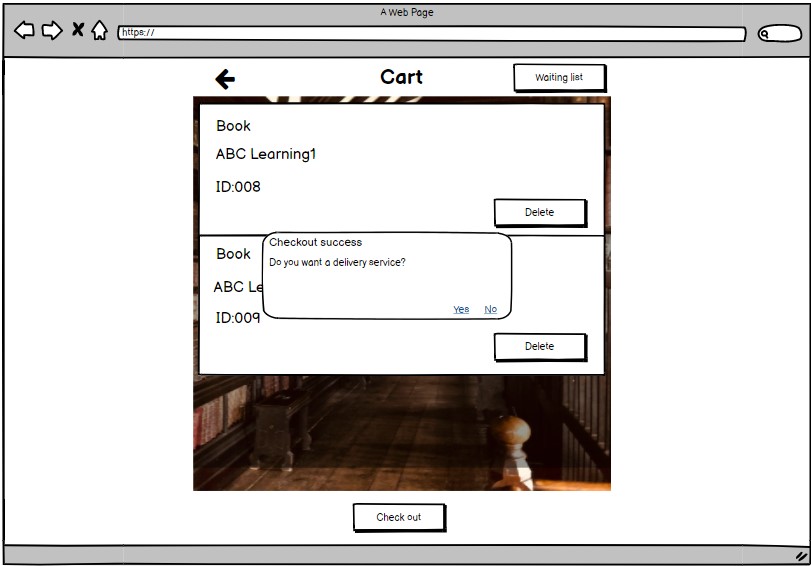 A Web Page
https://
Cart
Waiting list
Book
ABC Learning1
ID:008
Delete
Book
ABC Le
ID:009
Checkout success
Do you want a delivery service?
Yes No
Delete
Check out